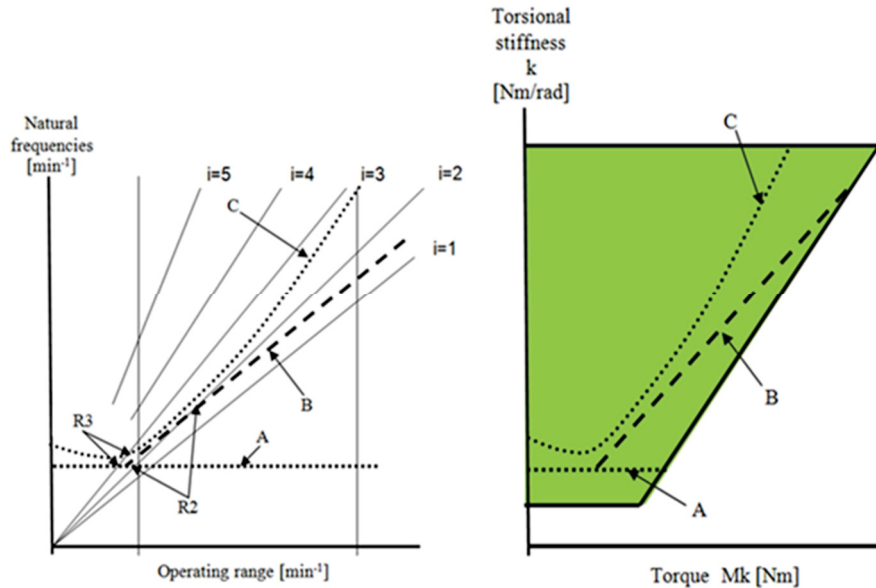 Natural
frequencies
[min⁻¹]
i=5
i=4
i=3
i=2
i=1
C
B
A
R3
R2
Operating range [min⁻¹]
Torsional
stiffness
k
[Nm/rad]
C
B
A
Torque Mk [Nm]